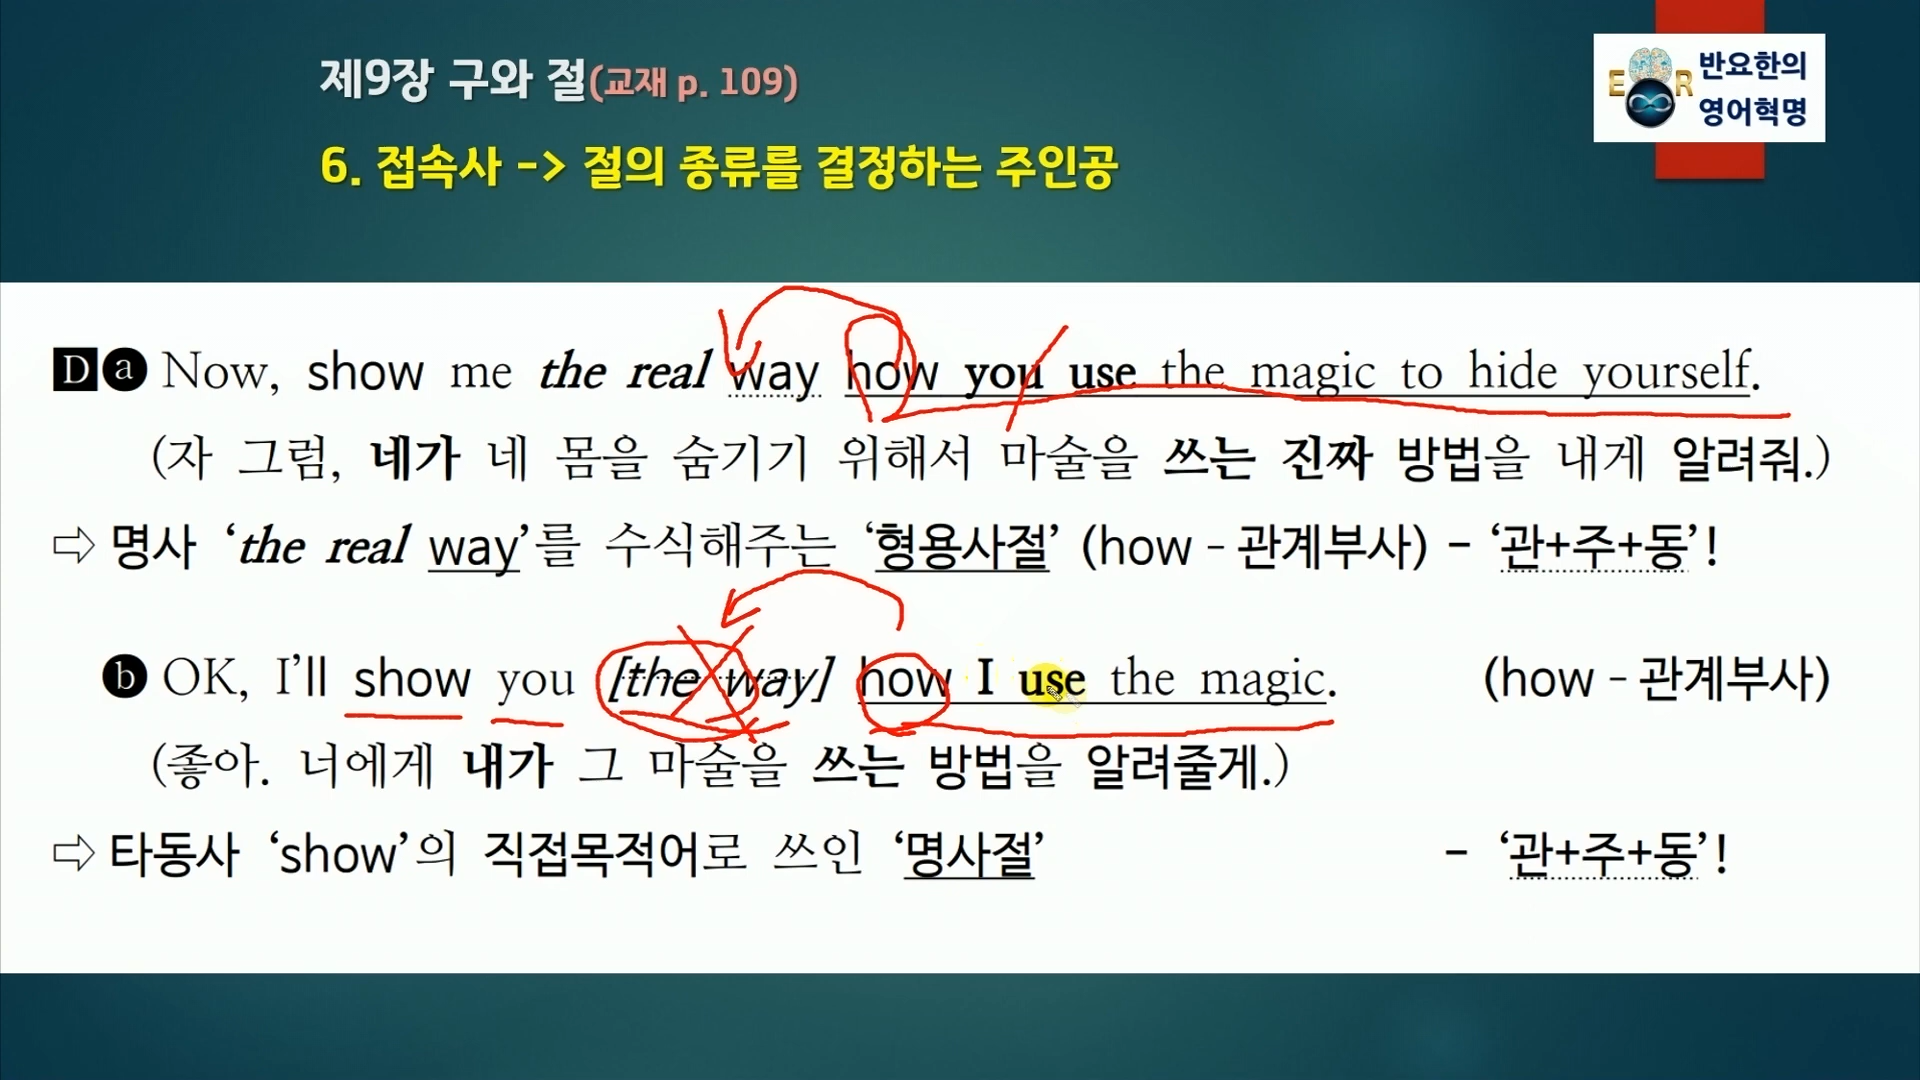 제9장 구와 절(교재 p. 109)
E R 반요한의
영어혁명
6. 접속사 -> 절의 종류를 결정하는 주인공
D a Now, show me the real way how you use the magic to hide yourself.
(자 그럼, 네가 네 몸을 숨기기 위해서 마술을 쓰는 진짜 방법을 내게 알려줘.)
⇨ 명사 ‘the real way’를 수식해주는 ‘형용사절’ (how - 관계부사) - ‘관+주+동’!
b OK, I’ll show you [the way] how I use the magic. (how - 관계부사)
(좋아. 너에게 내가 그 마술을 쓰는 방법을 알려줄게.)
⇨ 타동사 ‘show’의 직접목적어로 쓰인 ‘명사절’ - ‘관+주+동’!